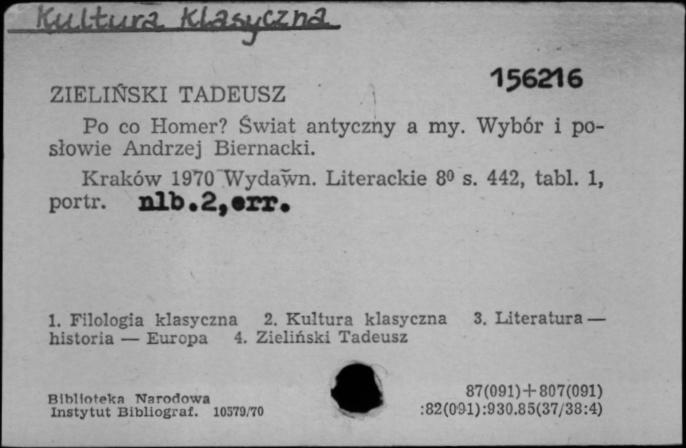 Kultura klasyczna
156216
ZIELIŃSKI TADEUSZ
Po co Homer? Świat antyczny a my. Wybór i po-
słowie Andrzej Biernacki.
Kraków 1970 Wydawn. Literackie 8⁰ s. 442, tabl. 1,
portr. nlb.2,err.
1. Filologia klasyczna 2. Kultura klasyczna 3. Literatura —
historia — Europa 4. Zieliński Tadeusz
Biblioteka Narodowa 87(091)+807(091)
Instytut Bibliograf. 10579/70 :82(091):930.85(37/38:4)